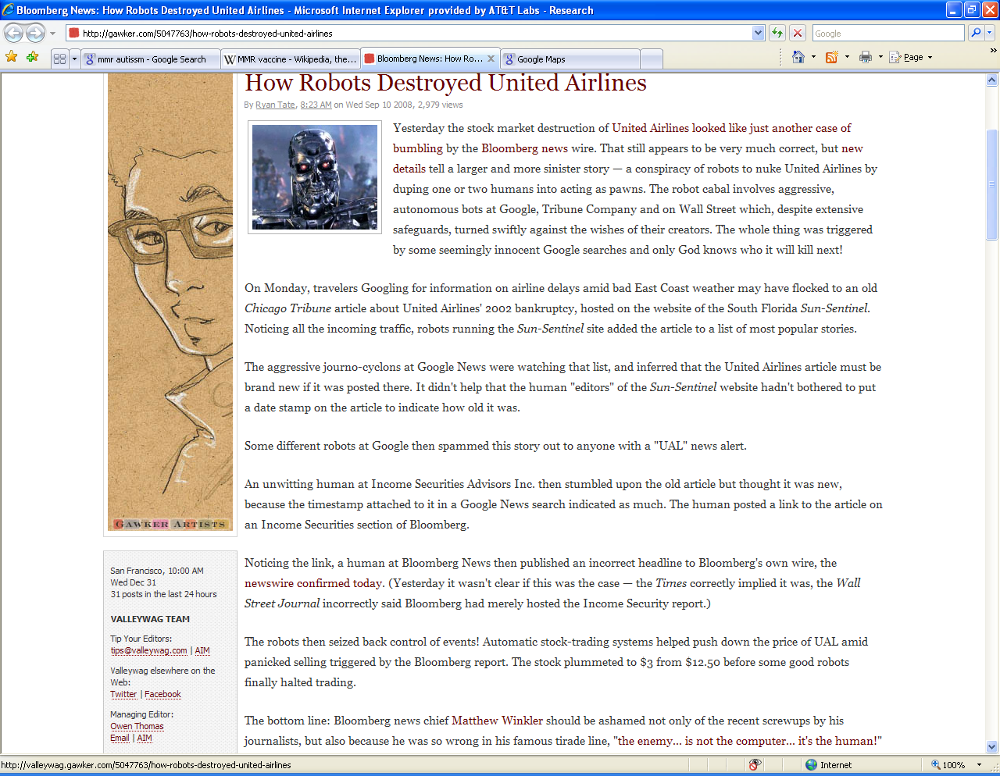 Bloomberg News: How Robots Destroyed United Airlines - Microsoft Internet Explorer provided by AT&T Labs - Research
http://gawker.com/5047763/how-robots-destroyed-united-airlines
Google
mmr autissm - Google Search
MMR vaccine - Wikipedia, the...
Bloomberg News: How Ro...
Google Maps
Page
How Robots Destroyed United Airlines
By Ryan Tate, 8:23 AM on Wed Sep 10 2008, 2,979 views
Yesterday the stock market destruction of United Airlines looked like just another case of
bumbling by the Bloomberg news wire. That still appears to be very much correct, but new
details tell a larger and more sinister story — a conspiracy of robots to nuke United Airlines by
duping one or two humans into acting as pawns. The robot cabal involves aggressive,
autonomous bots at Google, Tribune Company and on Wall Street which, despite extensive
safeguards, turned swiftly against the wishes of their creators. The whole thing was triggered
by some seemingly innocent Google searches and only God knows who it will kill next!
On Monday, travelers Googling for information on airline delays amid bad East Coast weather may have flocked to an old
Chicago Tribune article about United Airlines' 2002 bankruptcy, hosted on the website of the South Florida Sun-Sentinel.
Noticing all the incoming traffic, robots running the Sun-Sentinel site added the article to a list of most popular stories.
The aggressive journo-cyclons at Google News were watching that list, and inferred that the United Airlines article must be
brand new if it was posted there. It didn't help that the human "editors" of the Sun-Sentinel website hadn't bothered to put
a date stamp on the article to indicate how old it was.
Some different robots at Google then spammed this story out to anyone with a "UAL" news alert.
An unwitting human at Income Securities Advisors Inc. then stumbled upon the old article but thought it was new,
because the timestamp attached to it in a Google News search indicated as much. The human posted a link to the article on
an Income Securities section of Bloomberg.
Noticing the link, a human at Bloomberg News then published an incorrect headline to Bloomberg's own wire, the
newswire confirmed today. (Yesterday it wasn't clear if this was the case — the Times correctly implied it was, the Wall
Street Journal incorrectly said Bloomberg had merely hosted the Income Security report.)
The robots then seized back control of events! Automatic stock-trading systems helped push down the price of UAL amid
panicked selling triggered by the Bloomberg report. The stock plummeted to $3 from $12.50 before some good robots
finally halted trading.
The bottom line: Bloomberg news chief Matthew Winkler should be ashamed not only of the recent screwups by his
journalists, but also because he was so wrong in his famous tirade line, "the enemy... is not the computer... it's the human!"
GAWKER ARTISTS
San Francisco, 10:00 AM
Wed Dec 31
31 posts in the last 24 hours
VALLEYWAG TEAM
Tip Your Editors:
tips@valleywag.com | AIM
Valleywag elsewhere on the
Web:
Twitter | Facebook
Managing Editor:
Owen Thomas
Email | AIM
http://valleywag.gawker.com/5047763/how-robots-destroyed-united-airlines
Internet
100%